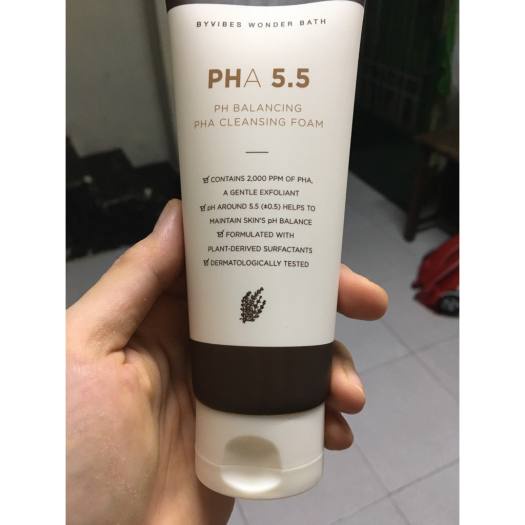 BYVIBES WONDER BATH
PHA 5.5
PH BALANCING
PHA CLEANSING FOAM
CONTAINS 2,000 PPM OF PHA,
A GENTLE EXFOLIANT
pH AROUND 5.5 (±0.5) HELPS TO
MAINTAIN SKIN'S pH BALANCE
FORMULATED WITH
PLANT-DERIVED SURFACTANTS
DERMATOLOGICALLY TESTED